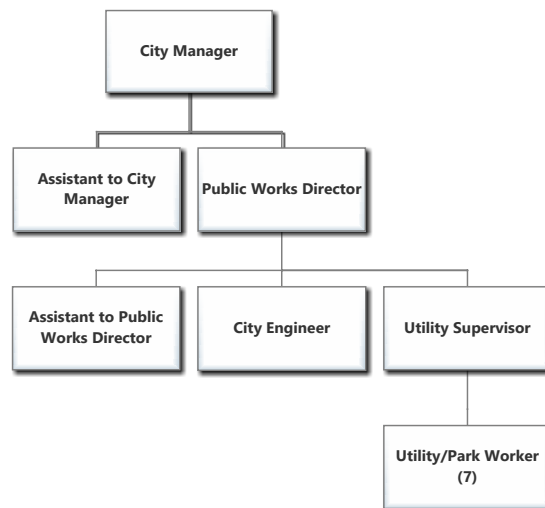 City Manager
Assistant to City
Manager
Public Works Director
Assistant to Public
Works Director
City Engineer
Utility Supervisor
Utility/Park Worker
(7)